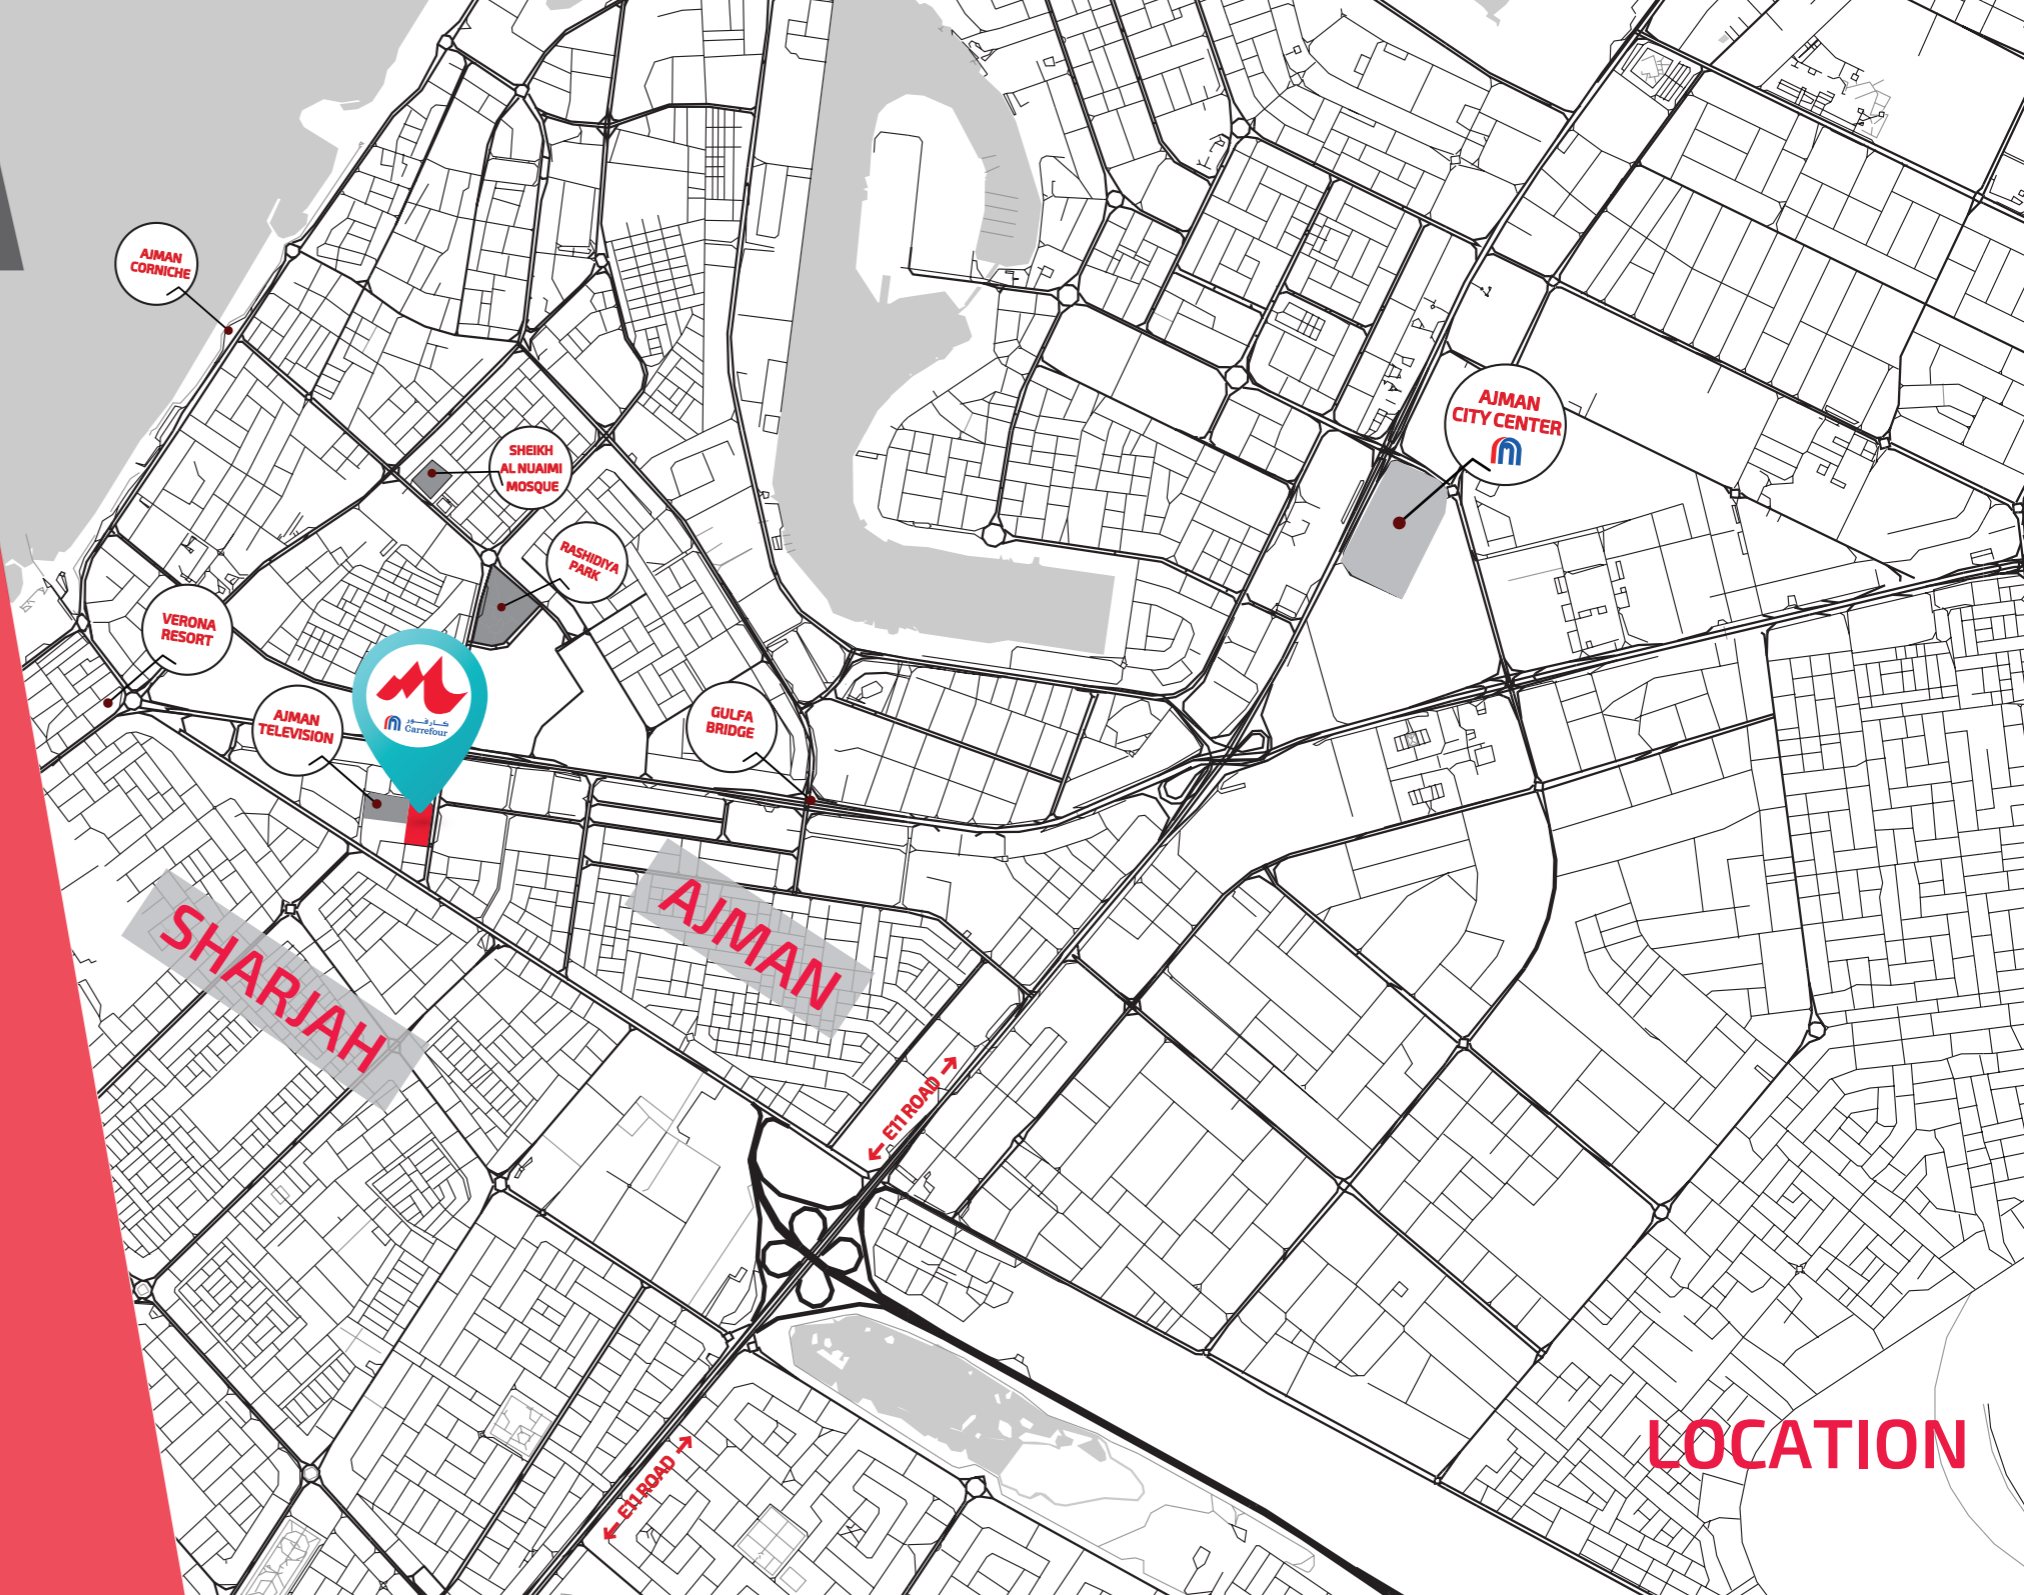 AJMAN
CORNICHE
AJMAN
CITY CENTER
SHEIKH
AL NUAIMI
MOSQUE
RASHIDIYA
PARK
VERONA
RESORT
كارفور
Carrefour
AJMAN
TELEVISION
GULFA
BRIDGE
AJMAN
SHARJAH
E11 ROAD
LOCATION
E11 ROAD